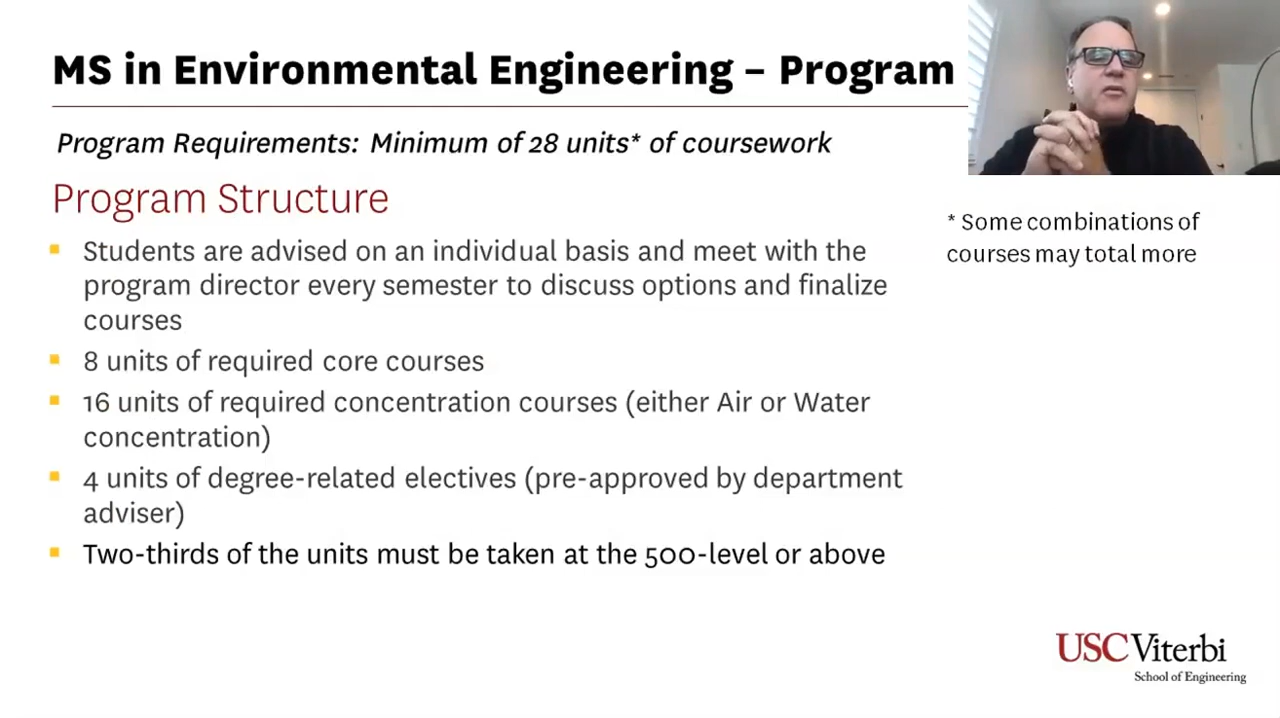 MS in Environmental Engineering – Program
Program Requirements: Minimum of 28 units* of coursework
Program Structure
Students are advised on an individual basis and meet with the
program director every semester to discuss options and finalize
courses
8 units of required core courses
16 units of required concentration courses (either Air or Water
concentration)
4 units of degree-related electives (pre-approved by department
adviser)
Two-thirds of the units must be taken at the 500-level or above
* Some combinations of
courses may total more
USC Viterbi
School of Engineering